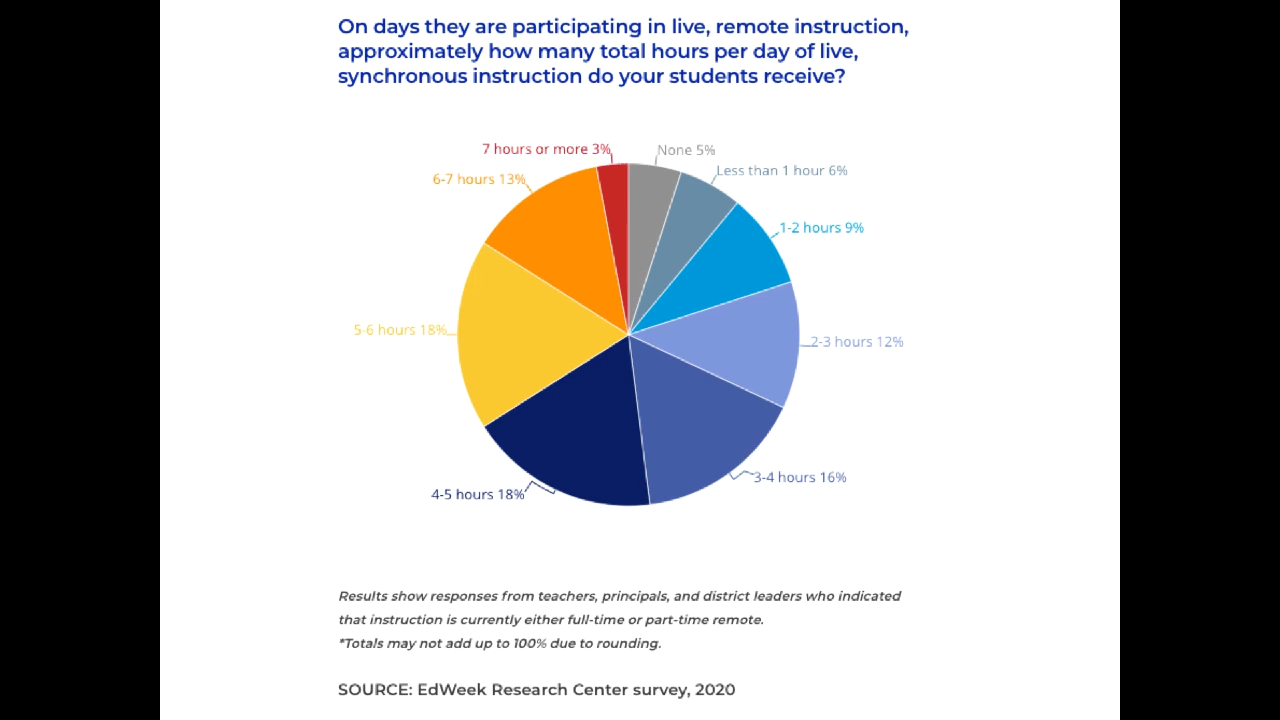 On days they are participating in live, remote instruction,
approximately how many total hours per day of live,
synchronous instruction do your students receive?
7 hours or more 3%
None 5%
Less than 1 hour 6%
6-7 hours 13%
1-2 hours 9%
5-6 hours 18%
2-3 hours 12%
3-4 hours 16%
4-5 hours 18%
Results show responses from teachers, principals, and district leaders who indicated
that instruction is currently either full-time or part-time remote.
*Totals may not add up to 100% due to rounding.
SOURCE: EdWeek Research Center survey, 2020